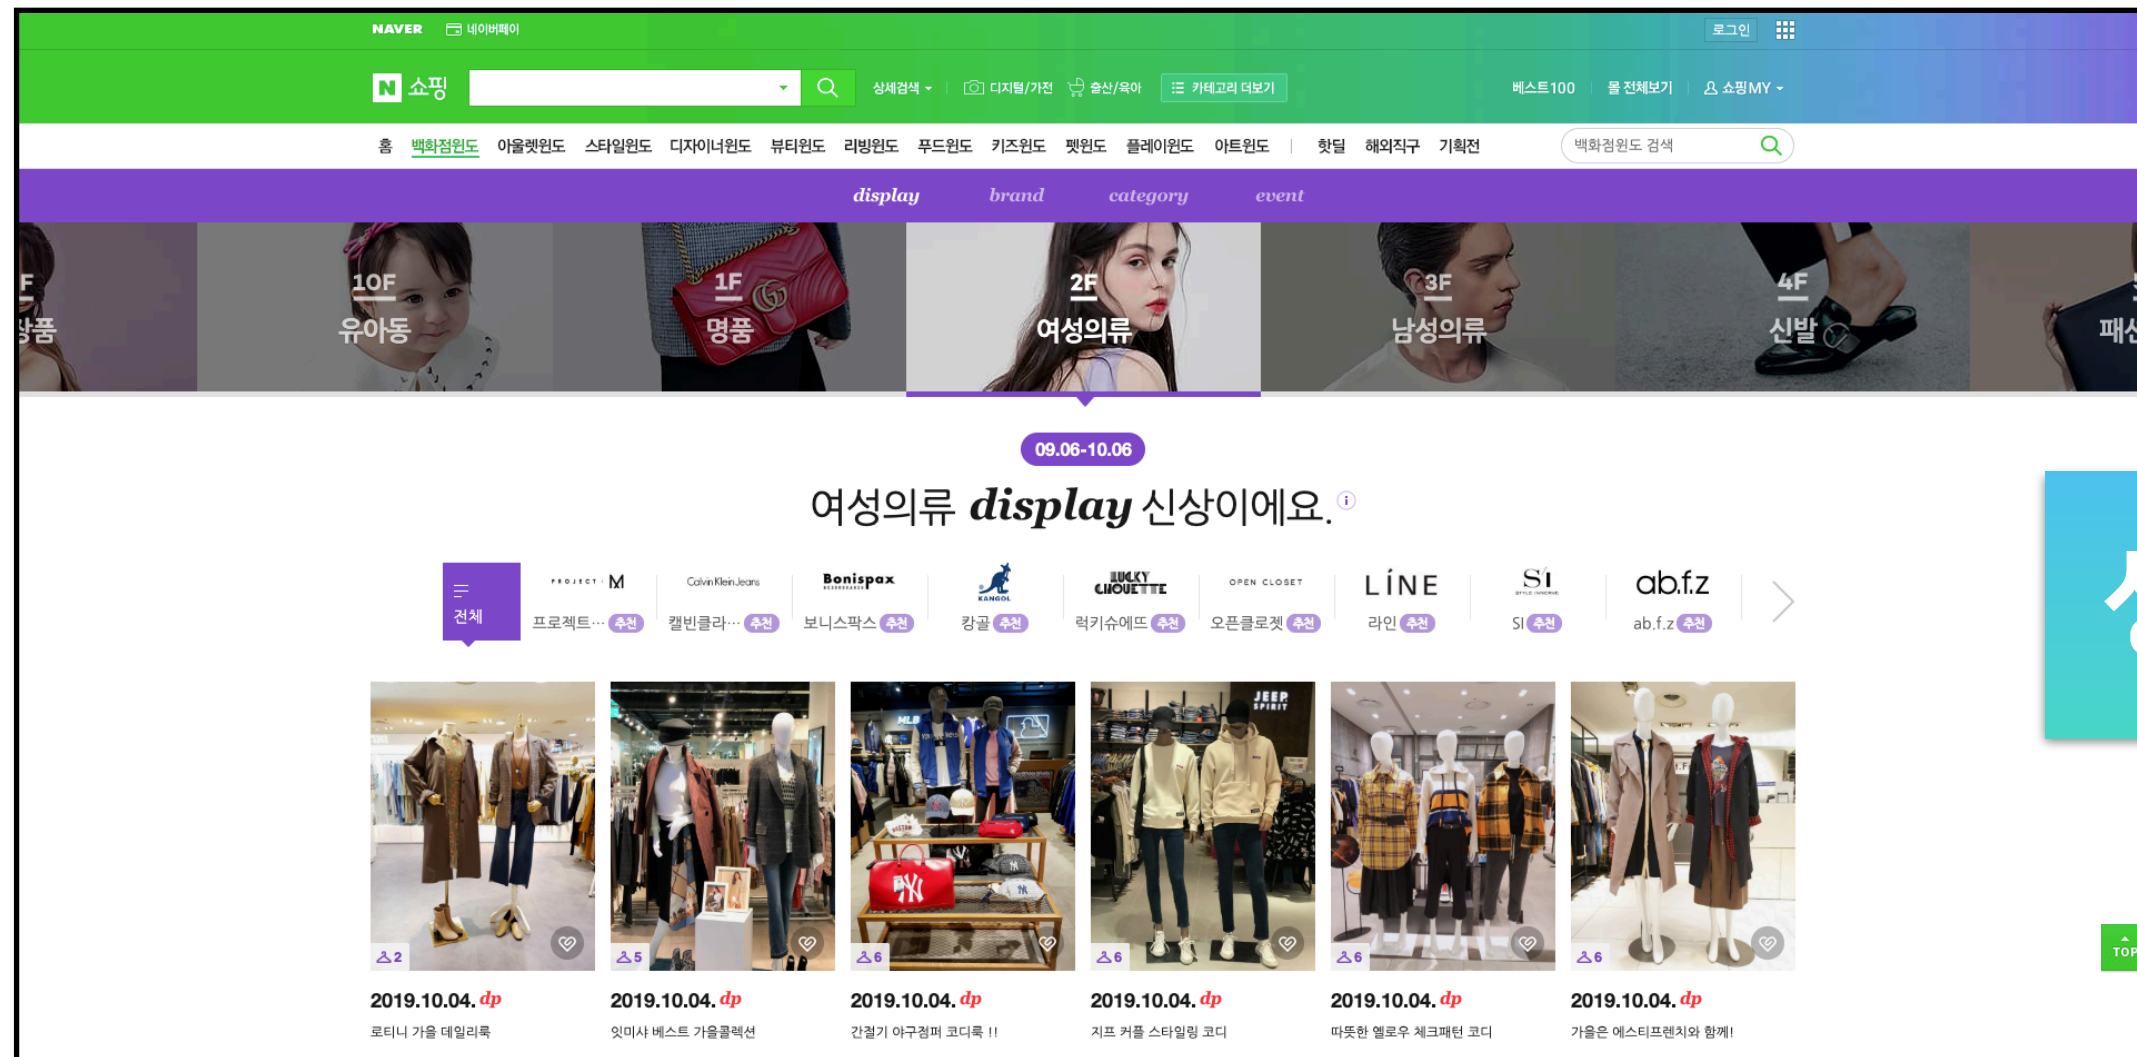 NAVER 네이버페이 로그인
N 쇼핑 상세검색 디지털/가전 출산/육아 카테고리 더보기 베스트100 몰 전체보기 쇼핑MY
홈 백화점윈도 아울렛윈도 스타일윈도 디자이너윈도 뷰티윈도 리빙윈도 푸드윈도 키즈윈도 펫윈도 플레이윈도 아트윈도 핫딜 해외직구 기획전 백화점윈도 검색
display brand category event
10F 1F 2F 3F 4F
유아동 명품 여성의류 남성의류 신발
09.06-10.06
여성의류 display 신상이에요.
PROJECT M Calvin Klein Jeans Bonispax KANGOL LUCKY CHOUETTE OPEN CLOSET LÍNE SI ab.f.z
전체 프로젝트… 추천 캘빈클라… 추천 보니스팍스 추천 캉골 추천 럭키슈에뜨 추천 오픈클로젯 추천 라인 추천 SI 추천 ab.f.z 추천
MLB JEEP SPIRIT
2 5 6 6 6 6
TOP
2019.10.04. dp 2019.10.04. dp 2019.10.04. dp 2019.10.04. dp 2019.10.04. dp 2019.10.04. dp
로티니 가을 데일리룩 잇미샤 베스트 가을콜렉션 간절기 야구점퍼 코디룩 !! 지프 커플 스타일링 코디 따뜻한 옐로우 체크패턴 코디 가을은 에스티프렌치와 함께!